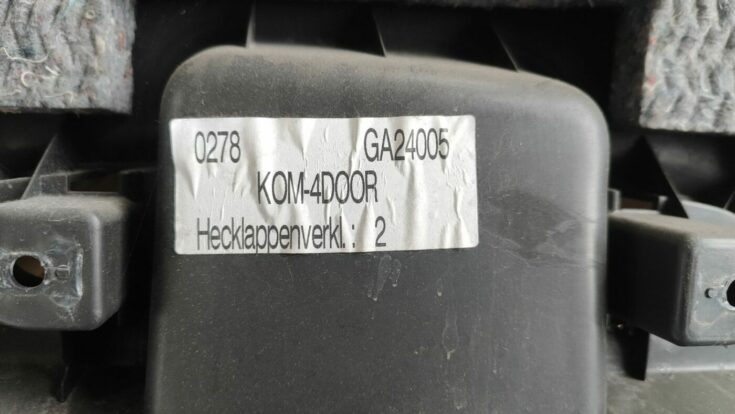 0278 GA24005
KOM-4DOOR
Hecklappenverkl.: 2